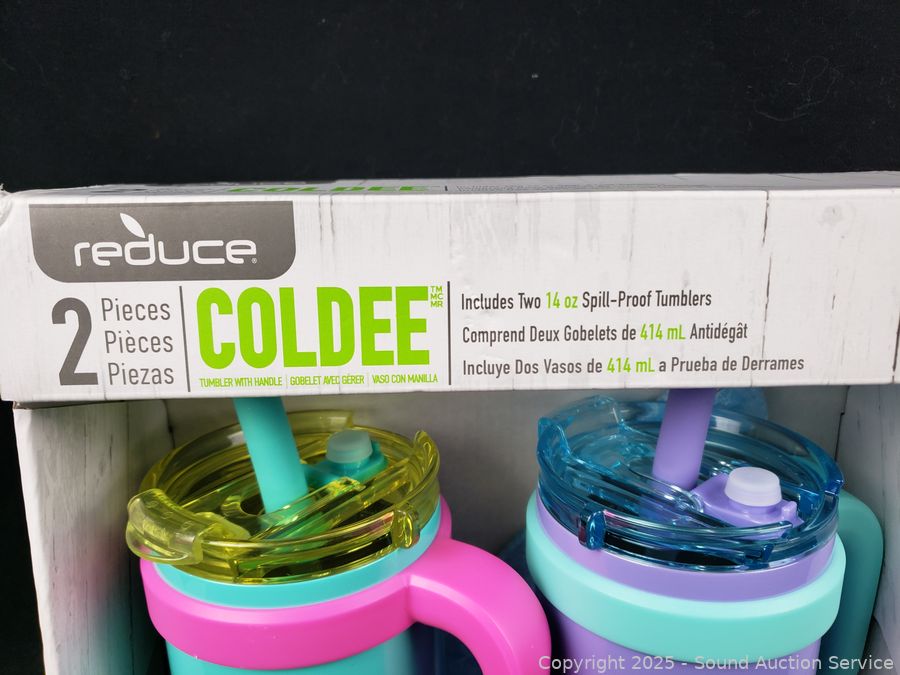 COLDEE
reduce®
2 Pieces
Pièces
Piezas
COLDEE TM MC MR
TUMBLER WITH HANDLE | GOBELET AVEC GÉRER | VASO CON MANILLA
Includes Two 14 oz Spill-Proof Tumblers
Comprend Deux Gobelets de 414 mL Antidégât
Incluye Dos Vasos de 414 mL a Prueba de Derrames
Copyright 2025 - Sound Auction Service